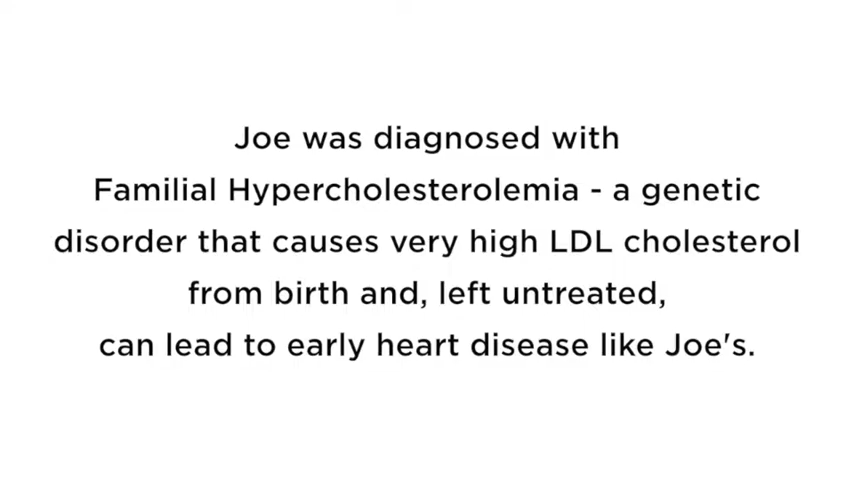 Joe was diagnosed with
Familial Hypercholesterolemia - a genetic
disorder that causes very high LDL cholesterol
from birth and, left untreated,
can lead to early heart disease like Joe's.